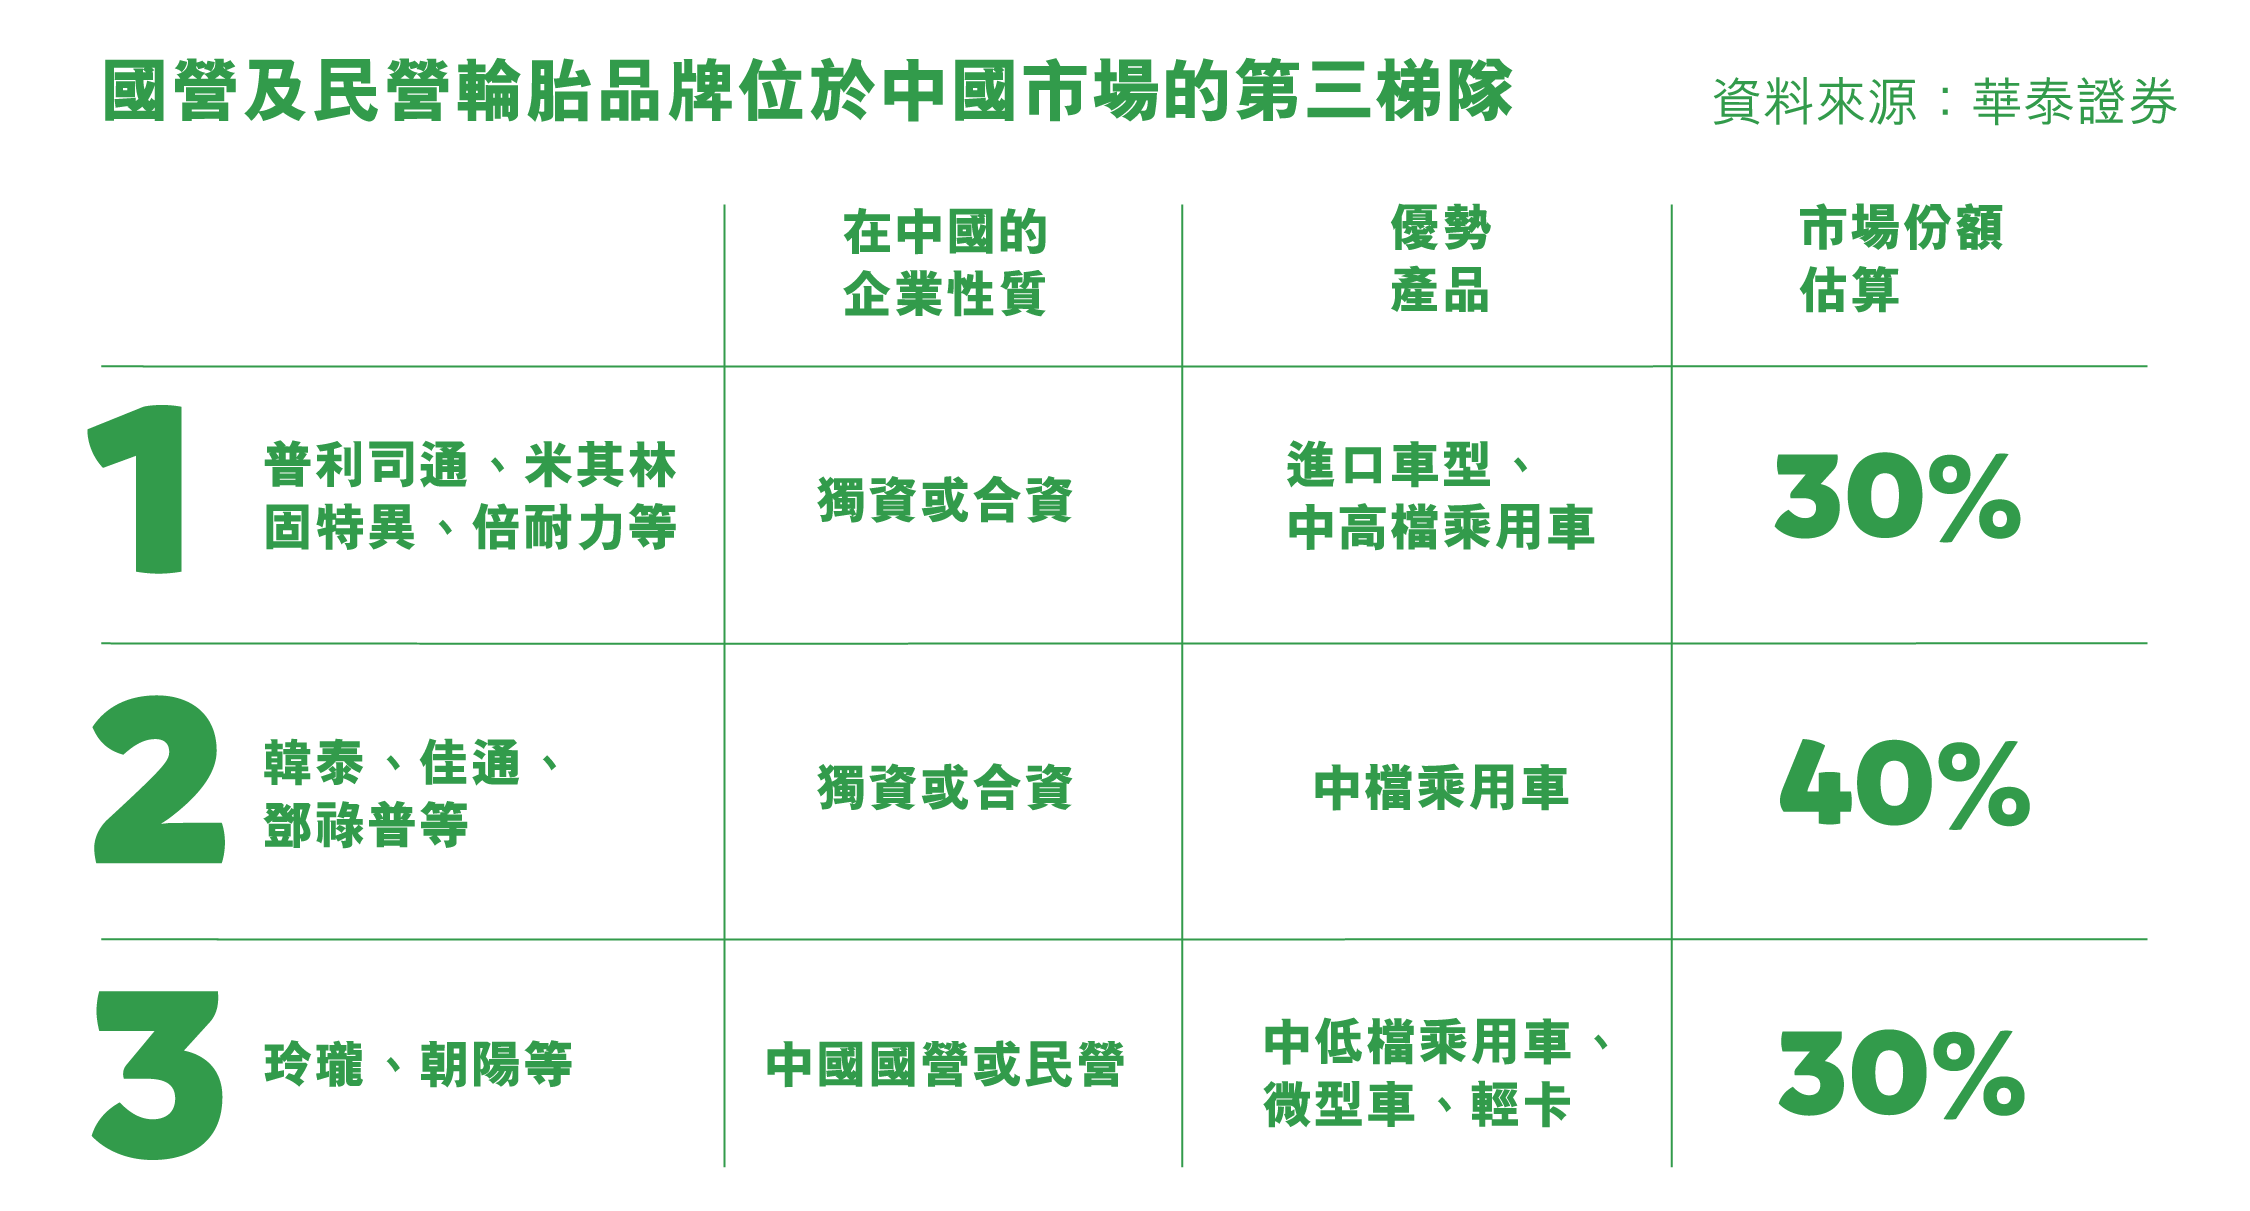 國營及民營輪胎品牌位於中國市場的第三梯隊
資料來源：華泰證券
在中國的
企業性質
優勢
產品
市場份額
估算
1
普利司通、米其林
固特異、倍耐力等
獨資或合資
進口車型、
中高檔乘用車
30%
2
韓泰、佳通、
鄧祿普等
獨資或合資
中檔乘用車
40%
3
玲瓏、朝陽等
中國國營或民營
中低檔乘用車、
微型車、輕卡
30%